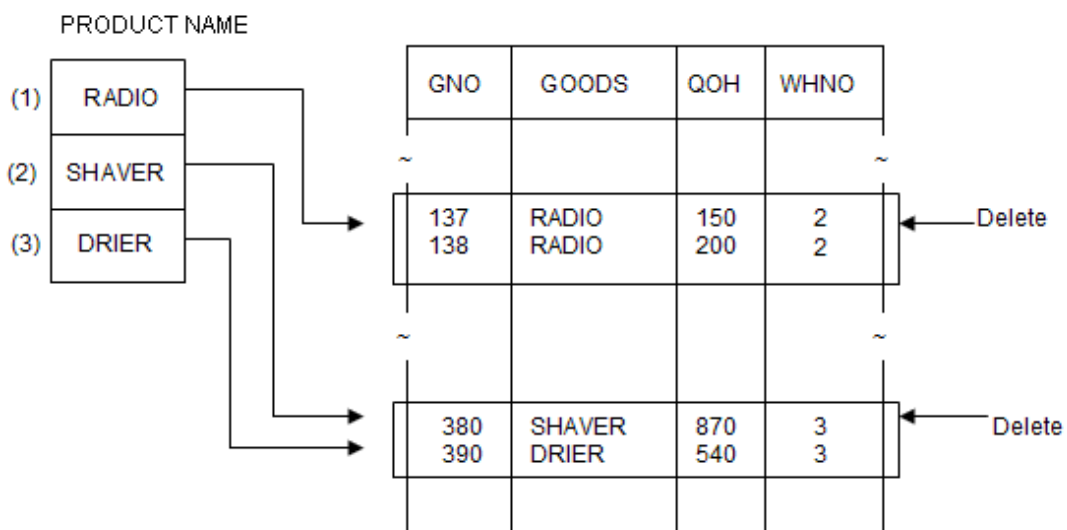 PRODUCT NAME
(1) RADIO
(2) SHAVER
(3) DRIER
GNO GOODS QOH WHNO
~ ~
137 RADIO 150 2 Delete
138 RADIO 200 2
~ ~
380 SHAVER 870 3 Delete
390 DRIER 540 3